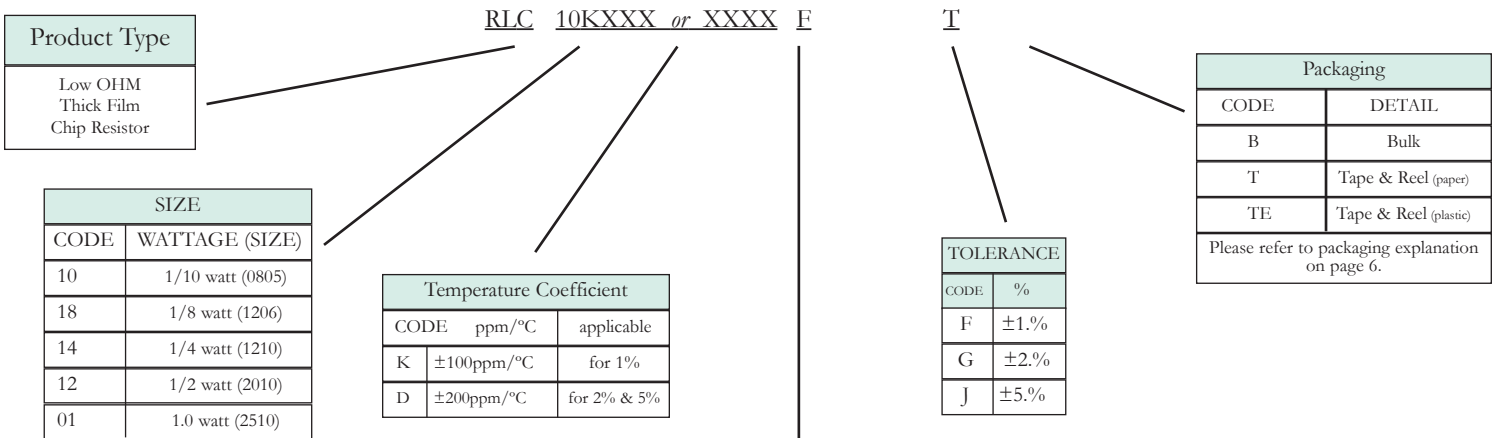 RLC 10KXXX or XXXX F T
Product Type
Low OHM
Thick Film
Chip Resistor
SIZE
CODE WATTAGE (SIZE)
10 1/10 watt (0805)
18 1/8 watt (1206)
14 1/4 watt (1210)
12 1/2 watt (2010)
01 1.0 watt (2510)
Temperature Coefficient
CODE ppm/ºC applicable
K ±100ppm/ºC for 1%
D ±200ppm/ºC for 2% & 5%
TOLERANCE
CODE %
F ±1.%
G ±2.%
J ±5.%
Packaging
CODE DETAIL
B Bulk
T Tape & Reel (paper)
TE Tape & Reel (plastic)
Please refer to packaging explanation
on page 6.